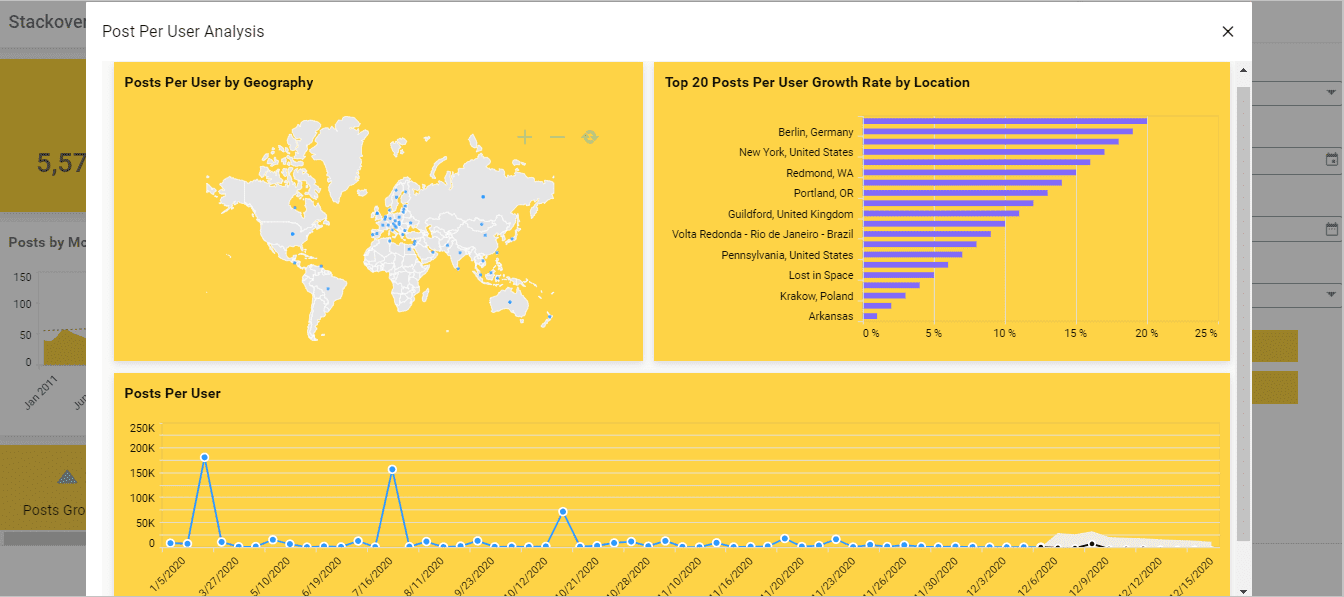 Stackover
Post Per User Analysis
5,57
Posts by Mo
150
100
50
0
Jan 2011
Posts Gro
Posts Per User by Geography
Top 20 Posts Per User Growth Rate by Location
Berlin, Germany
New York, United States
Redmond, WA
Portland, OR
Guildford, United Kingdom
Volta Redonda - Rio de Janeiro - Brazil
Pennsylvania, United States
Lost in Space
Krakow, Poland
Arkansas
0 %
5 %
10 %
15 %
20 %
25 %
Posts Per User
250K
200K
150K
100K
50K
0
1/5/2020
3/27/2020
5/10/2020
6/19/2020
7/16/2020
8/11/2020
9/23/2020
10/12/2020
10/21/2020
10/28/2020
11/10/2020
11/16/2020
11/20/2020
11/23/2020
11/26/2020
11/30/2020
12/3/2020
12/6/2020
12/9/2020
12/12/2020
12/15/2020